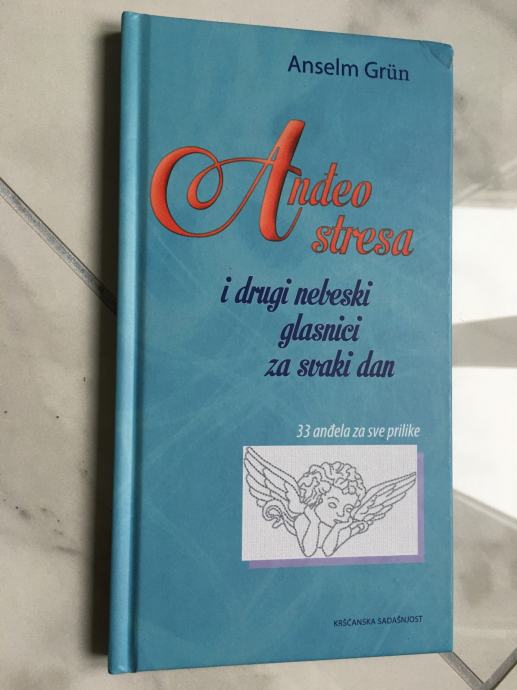 Anselm Grün
Anđeo
stresa
i drugi nebeski
glasnici
za svaki dan
33 anđela za sve prilike
KRŠĆANSKA SADAŠNJOST